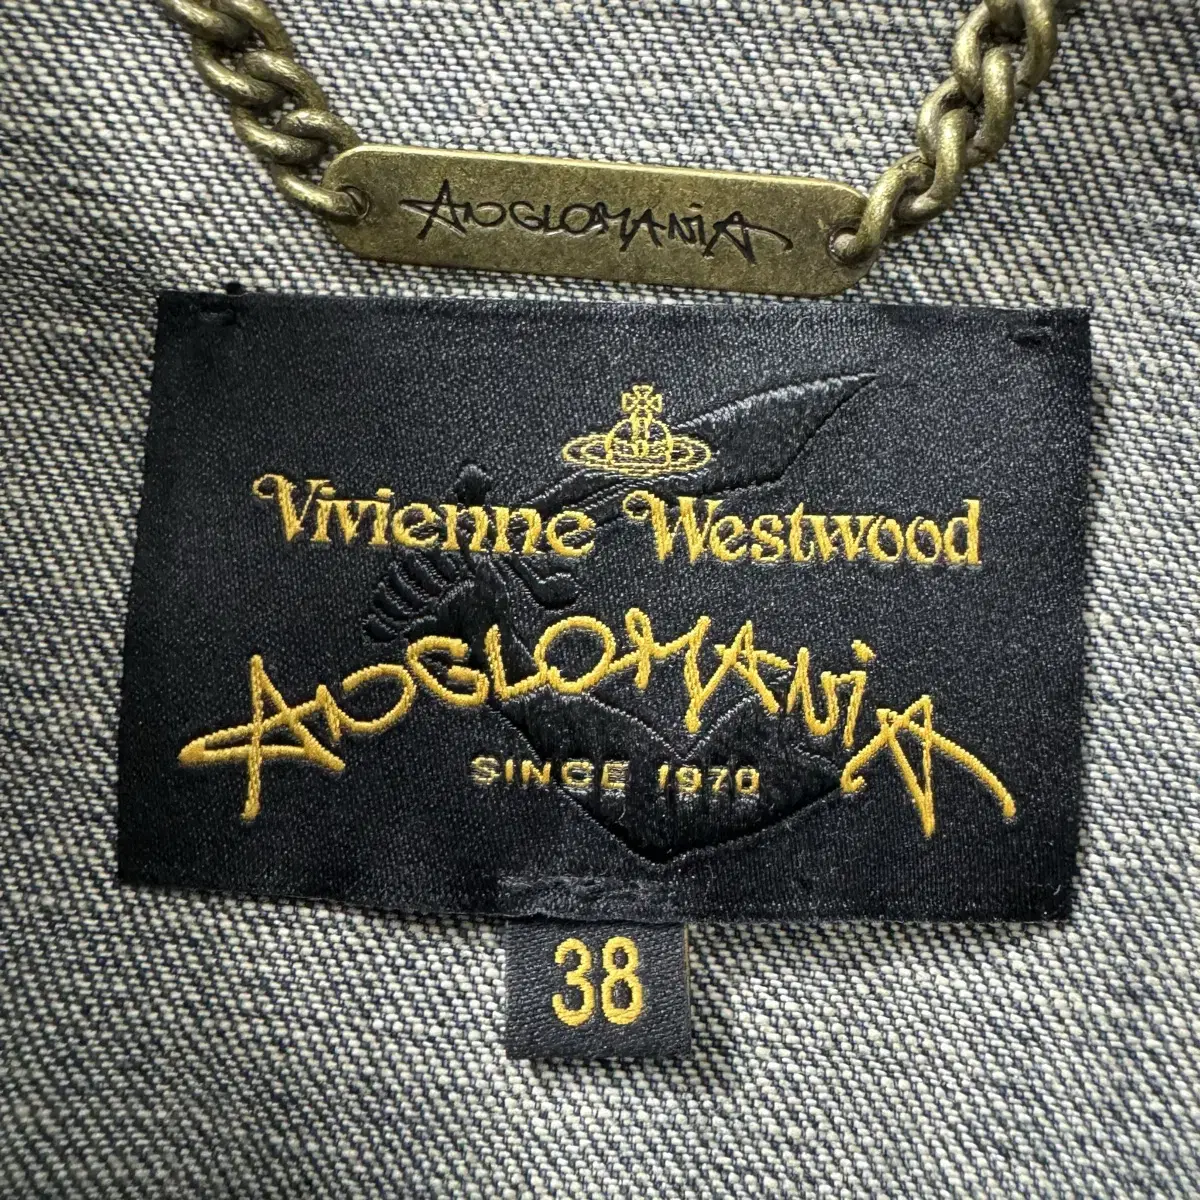 ANGLOMANIA
Vivienne Westwood
ANGLOMANIA
SINCE 1970
38